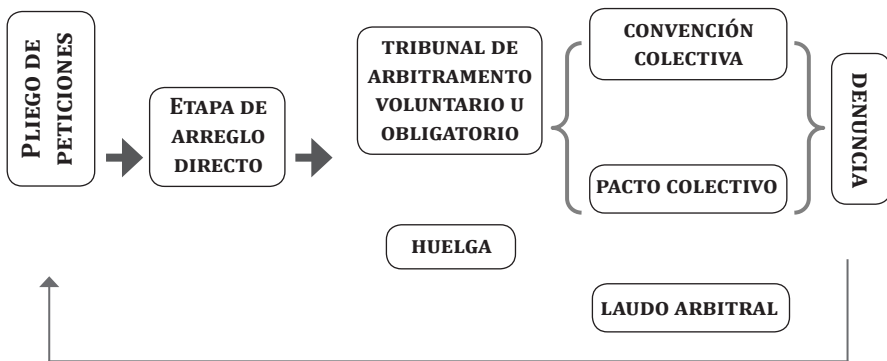 PLIEGO DE
PETICIONES
ETAPA DE
ARREGLO
DIRECTO
TRIBUNAL DE
ARBITRAMENTO
VOLUNTARIO U
OBLIGATORIO
HUELGA
CONVENCIÓN
COLECTIVA
PACTO COLECTIVO
LAUDO ARBITRAL
DENUNCIA